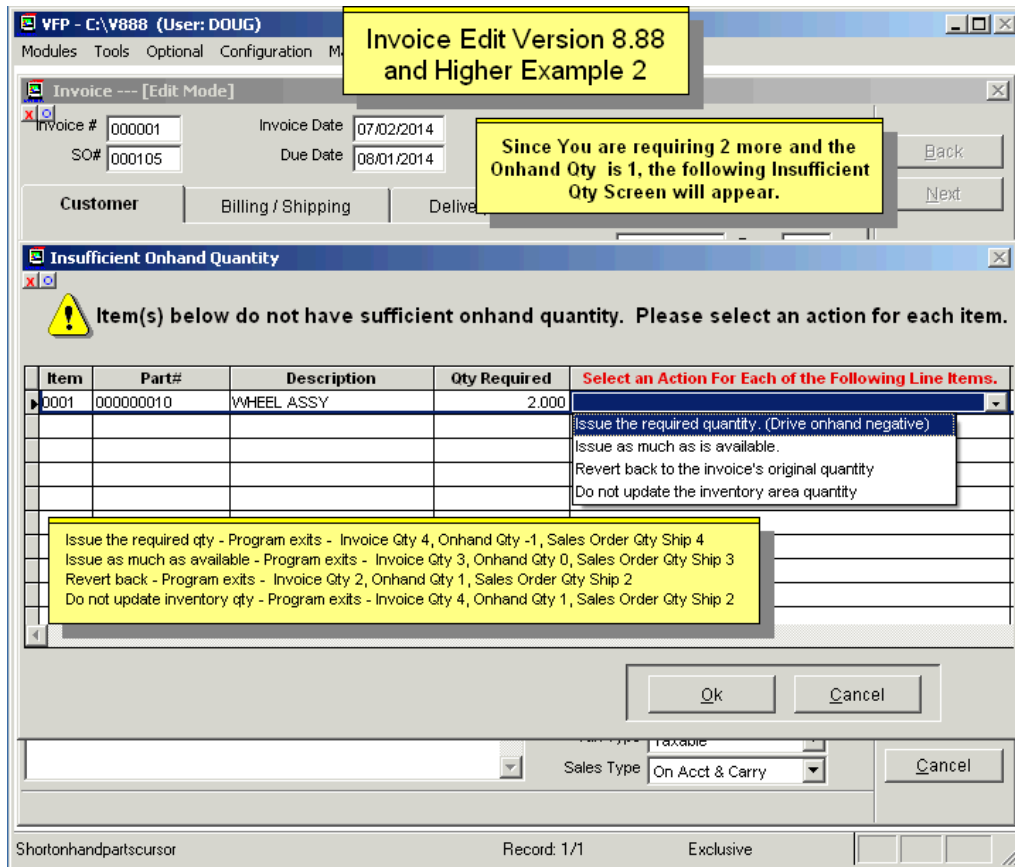 VFP - C:\V888 (User: DOUG)
Modules Tools Optional Configuration
Invoice Edit Version 8.88
and Higher Example 2
Invoice --- [Edit Mode]
Invoice # 000001
Invoice Date 07/02/2014
SO# 000105
Due Date 08/01/2014
Since You are requiring 2 more and the
Onhand Qty is 1, the following Insufficient
Qty Screen will appear.
Back
Next
Customer
Billing / Shipping
Insufficient Onhand Quantity
Item(s) below do not have sufficient onhand quantity. Please select an action for each item.
Item Part# Description Qty Required Select an Action For Each of the Following Line Items.
0001 000000010 WHEEL ASSY 2.000
Issue the required quantity. (Drive onhand negative)
Issue as much as is available.
Revert back to the invoice's original quantity
Do not update the inventory area quantity
Issue the required qty - Program exits - Invoice Qty 4, Onhand Qty -1, Sales Order Qty Ship 4
Issue as much as available - Program exits - Invoice Qty 3, Onhand Qty 0, Sales Order Qty Ship 3
Revert back - Program exits - Invoice Qty 2, Onhand Qty 1, Sales Order Qty Ship 2
Do not update inventory qty - Program exits - Invoice Qty 4, Onhand Qty 1, Sales Order Qty Ship 2
Ok
Cancel
Taxable
Sales Type On Acct & Carry
Cancel
Shortonhandpartscursor
Record: 1/1
Exclusive